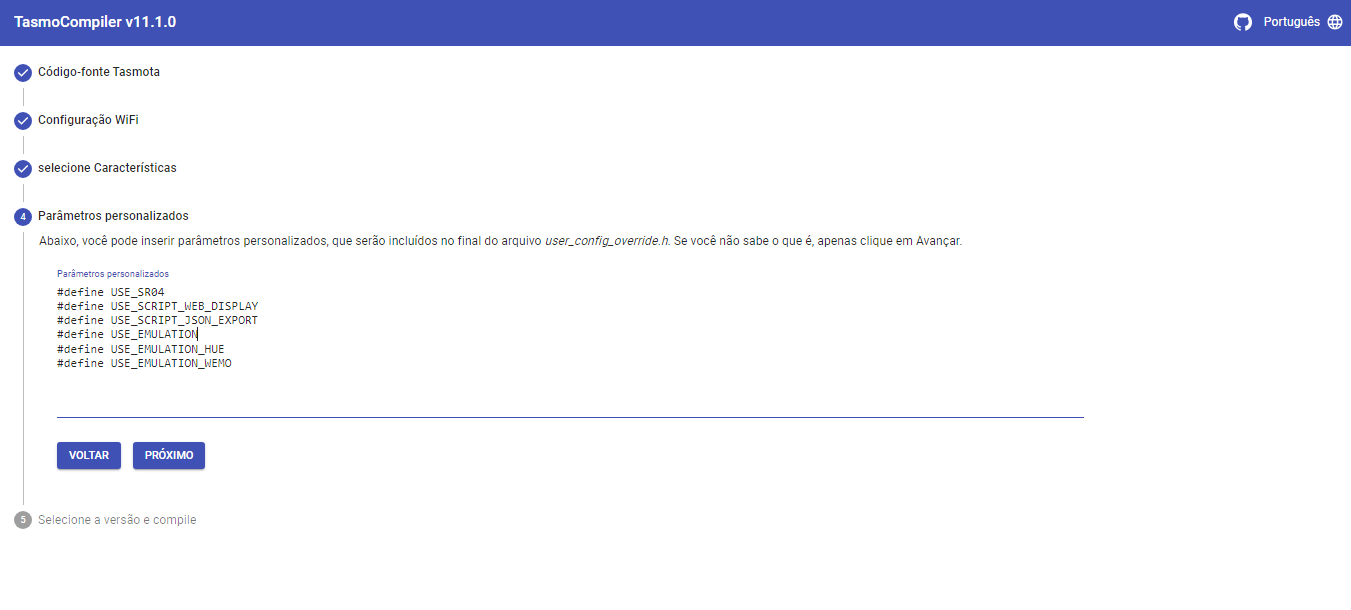 TasmoCompiler v11.1.0
Português
Código-fonte Tasmota
Configuração WiFi
selecione Características
4 Parâmetros personalizados
Abaixo, você pode inserir parâmetros personalizados, que serão incluídos no final do arquivo user_config_override.h. Se você não sabe o que é, apenas clique em Avançar.
Parâmetros personalizados
#define USE_SR04
#define USE_SCRIPT_WEB_DISPLAY
#define USE_SCRIPT_JSON_EXPORT
#define USE_EMULATION
#define USE_EMULATION_HUE
#define USE_EMULATION_WEMO
VOLTAR PRÓXIMO
5 Selecione a versão e compile